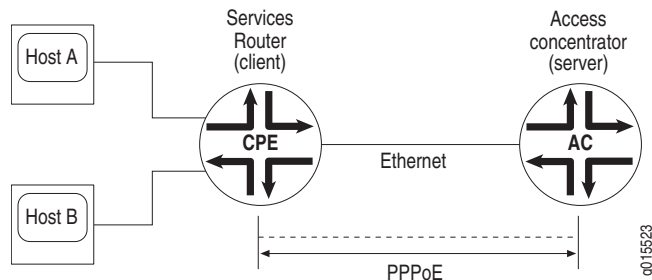 Services
Router
(client)
Access
concentrator
(server)
Host A
CPE
Ethernet
AC
Host B
PPPoE
g015523